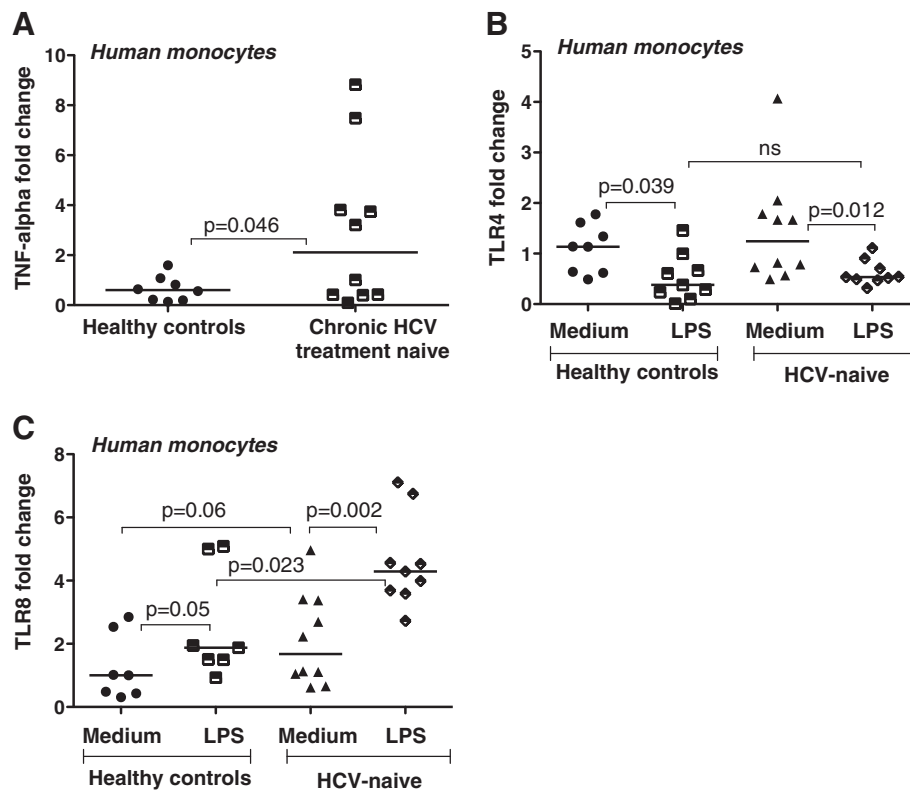 A
Human monocytes
TNF-alpha fold change
10
8
6
4
2
0
p=0.046
Healthy controls
Chronic HCV
treatment naive
B
Human monocytes
TLR4 fold change
5
4
3
2
1
0
ns
p=0.039
p=0.012
Medium LPS Medium LPS
Healthy controls HCV-naive
C
Human monocytes
TLR8 fold change
8
6
4
2
0
p=0.06
p=0.002
p=0.023
p=0.05
Medium LPS Medium LPS
Healthy controls HCV-naive